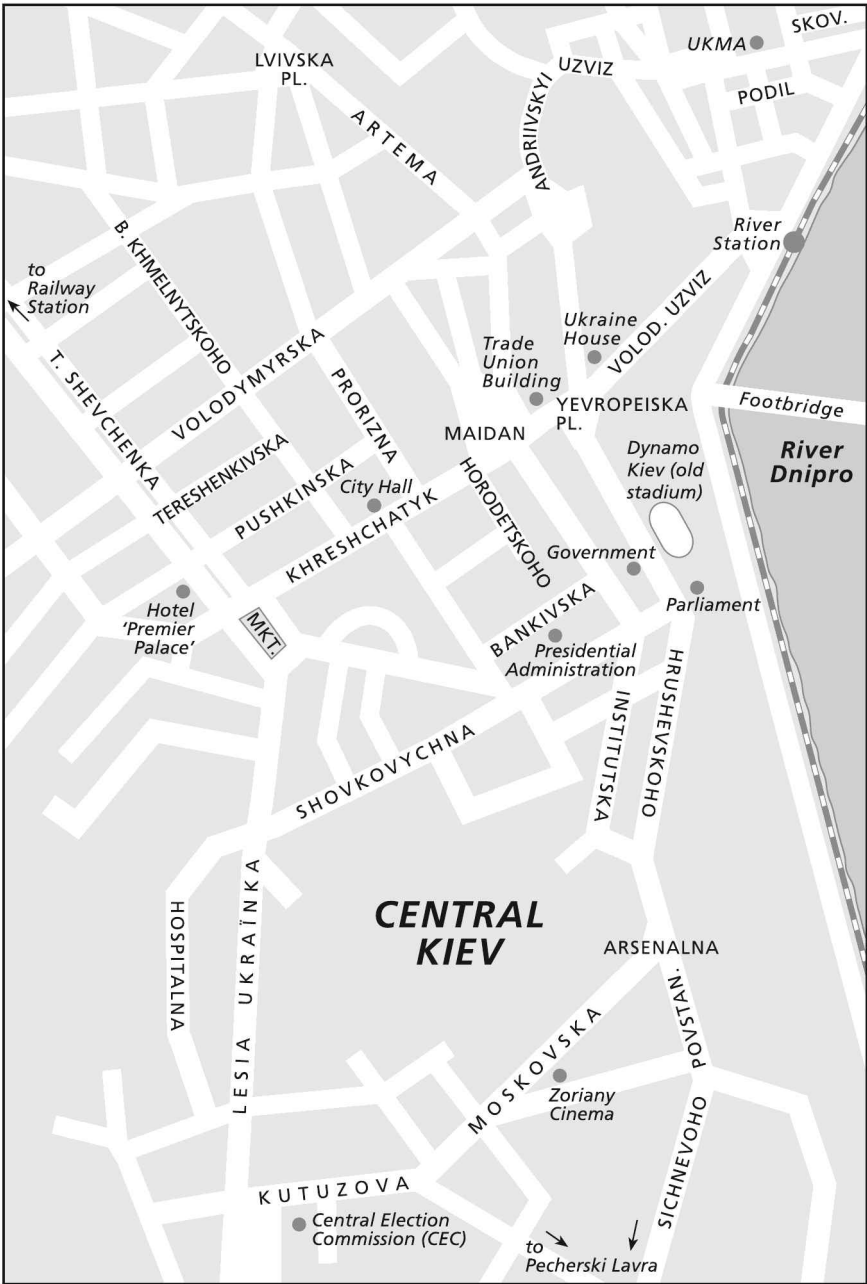 SKOV.
UKMA
UZVIZ
LVIVSKA
PL.
PODIL
ARTEMA
ANDRIIVSKYI
River
Station
B. KHMELNYTSKOHO
to
Railway
Station
Ukraine
House
VOLOD. UZVIZ
Trade
Union
Building
T. SHEVCHENKA
VOLODYMYRSKA
PRORIZNA
YEVROPEISKA
PL.
Footbridge
MAIDAN
River
Dnipro
Dynamo
Kiev (old
stadium)
TERESHENKIVSKA
PUSHKINSKA
City Hall
HORODETSKOHO
KHRESHCHATYK
Government
Hotel
'Premier
Palace'
MKT.
BANKIVSKA
Parliament
Presidential
Administration
HRUSHEVSKOHO
INSTITUTSKA
SHOVKOVYCHNA
CENTRAL
KIEV
HOSPITALNA
LESIA UKRAÏNKA
ARSENALNA
POVSTAN.
MOSKOVSKA
Zoriany
Cinema
SICHNEVOHO
KUTUZOVA
Central Election
Commission (CEC)
to
Pecherski Lavra